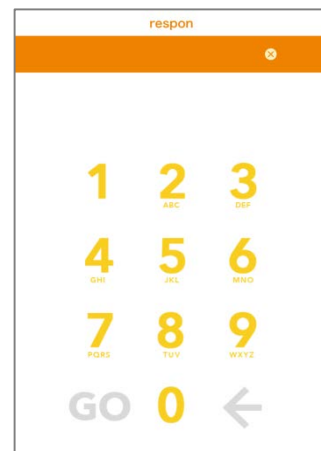 respon
1 2 3
ABC DEF
4 5 6
GHI JKL MNO
7 8 9
PQRS TUV WXYZ
GO 0